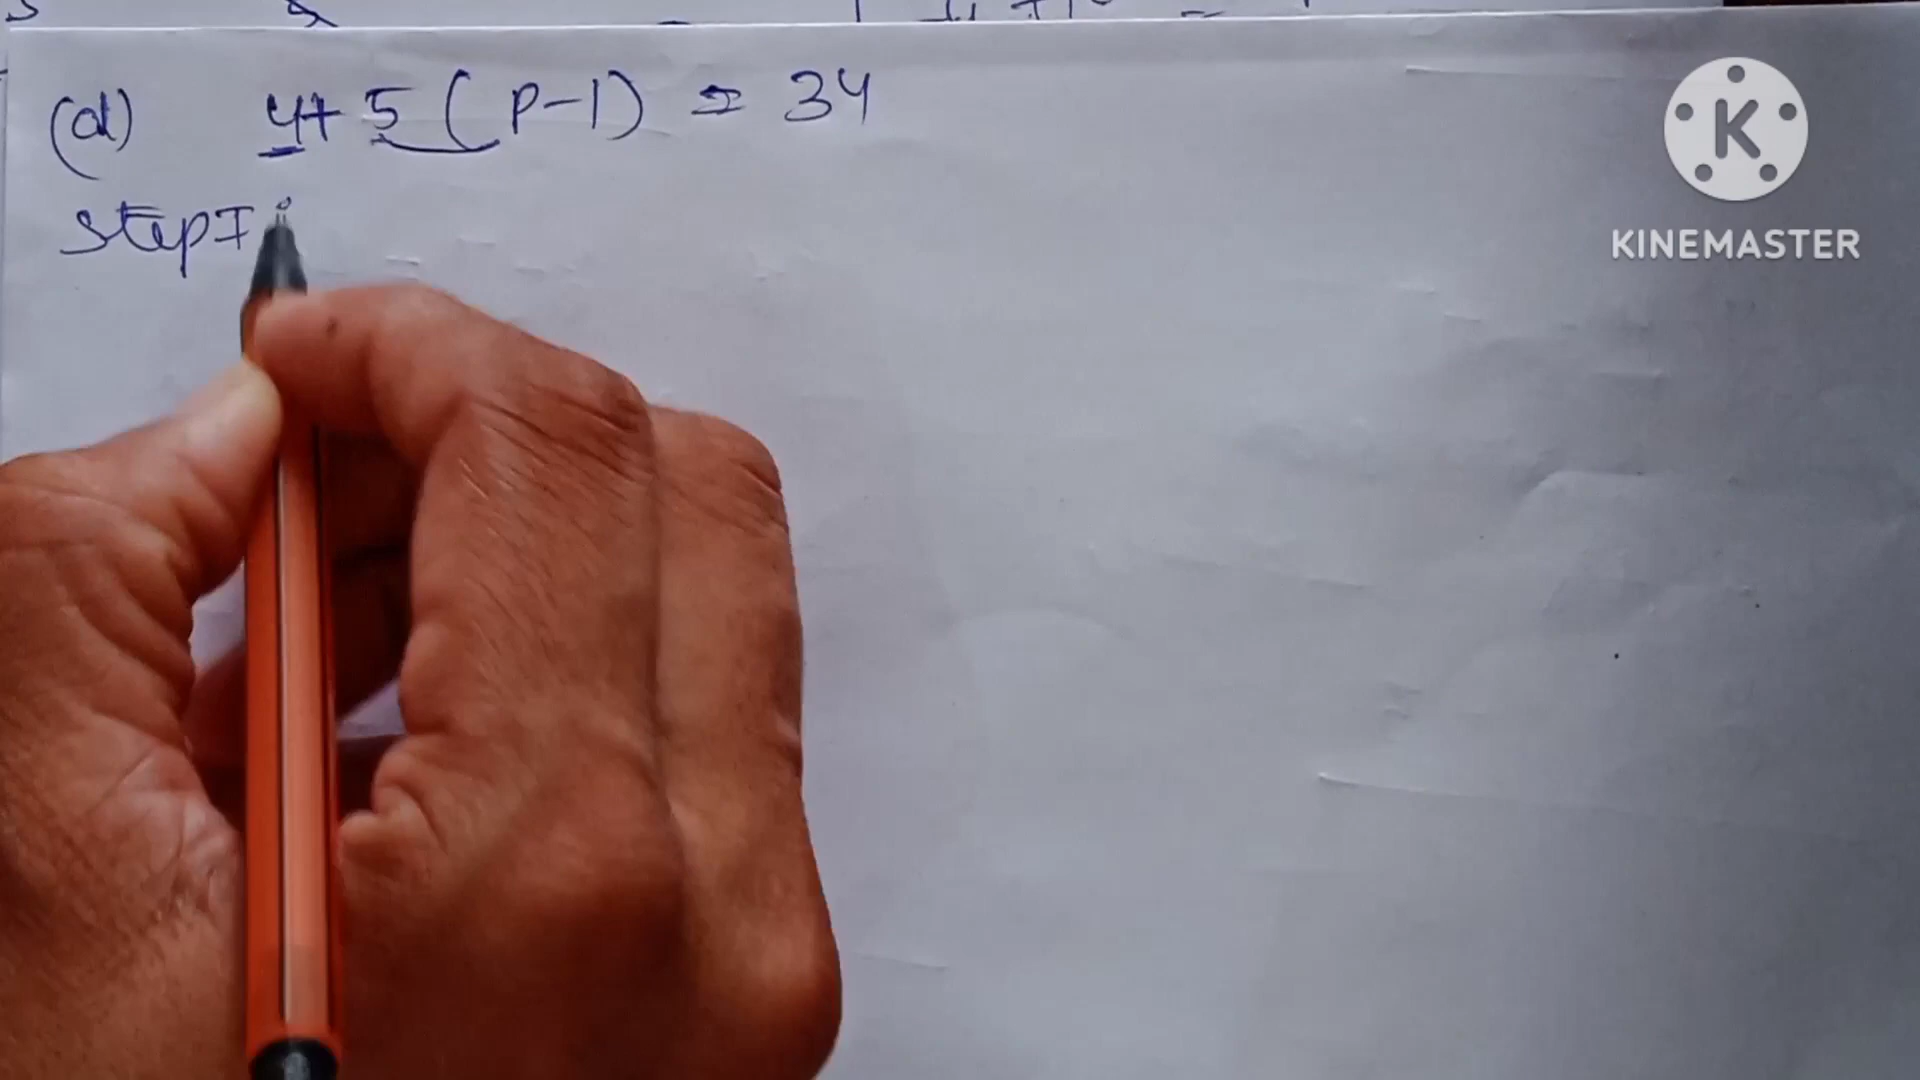 (d) 4+ 5 (p-1) = 34
Step I :
K
KINEMASTER